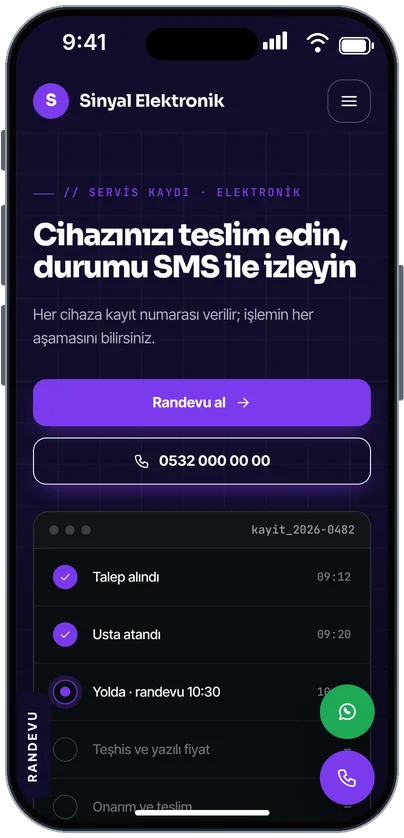 9:41
S Sinyal Elektronik
// SERVİS KAYDI · ELEKTRONİK
Cihazınızı teslim edin,
durumu SMS ile izleyin
Her cihaza kayıt numarası verilir; işlemin her
aşamasını bilirsiniz.
Randevu al →
0532 000 00 00
kayit_2026-0482
Talep alındı 09:12
Usta atandı 09:20
Yolda · randevu 10:30
Teşhis ve yazılı fiyat
Onarım ve teslim
RANDEVU